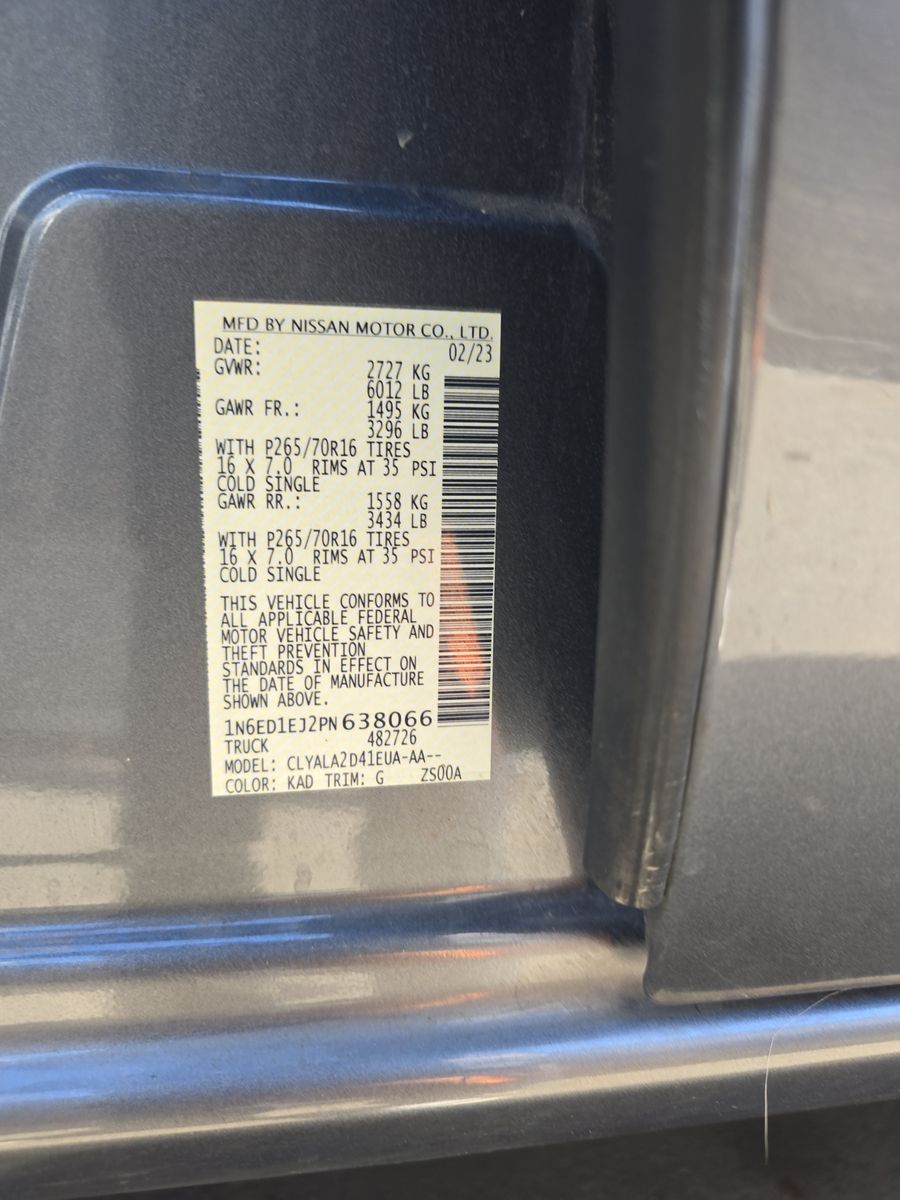 MFD BY NISSAN MOTOR CO., LTD.
DATE: 02/23
GVWR: 2727 KG
6012 LB
GAWR FR.: 1495 KG
3296 LB
WITH P265/70R16 TIRES
16 X 7.0 RIMS AT 35 PSI
COLD SINGLE
GAWR RR.: 1558 KG
3434 LB
WITH P265/70R16 TIRES
16 X 7.0 RIMS AT 35 PSI
COLD SINGLE
THIS VEHICLE CONFORMS TO
ALL APPLICABLE FEDERAL
MOTOR VEHICLE SAFETY AND
THEFT PREVENTION
STANDARDS IN EFFECT ON
THE DATE OF MANUFACTURE
SHOWN ABOVE.
1N6ED1EJ2PN638066
TRUCK 482726
MODEL: CLYALA2D41EUA-AA--
COLOR: KAD TRIM: G ZS00A